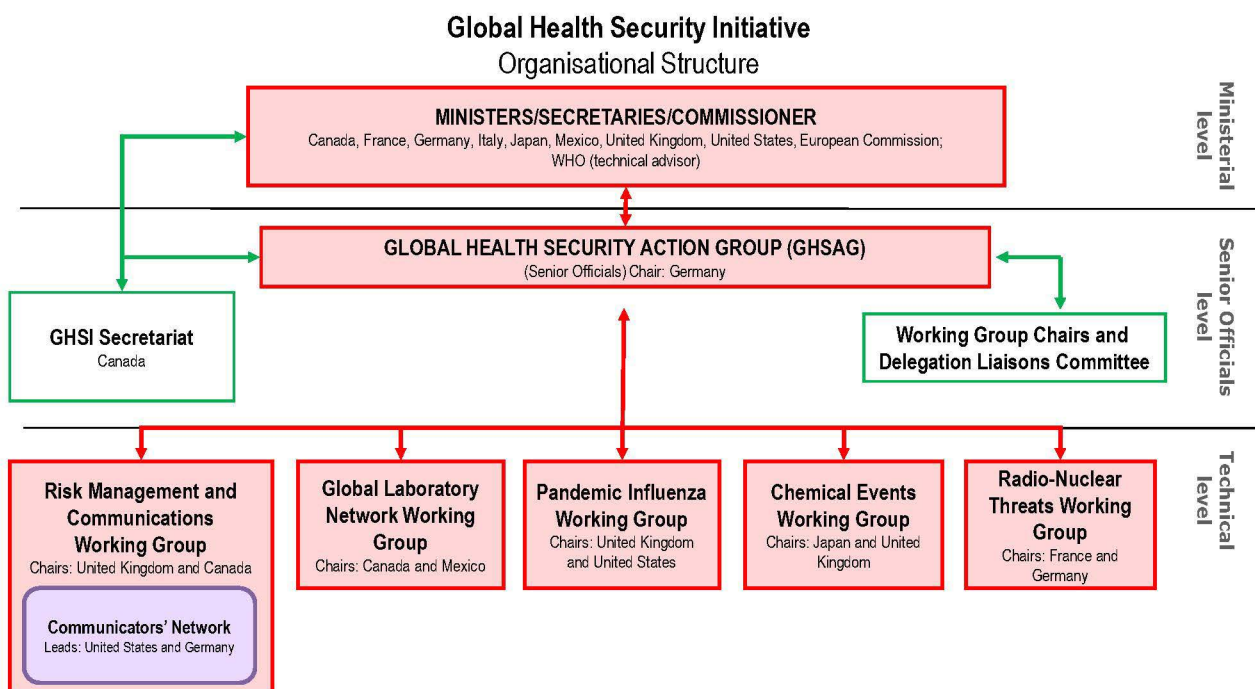 Global Health Security Initiative
Organisational Structure
MINISTERS/SECRETARIES/COMMISSIONER
Canada, France, Germany, Italy, Japan, Mexico, United Kingdom, United States, European Commission;
WHO (technical advisor)
Ministerial
level
GLOBAL HEALTH SECURITY ACTION GROUP (GHSAG)
(Senior Officials) Chair: Germany
GHSI Secretariat
Canada
Working Group Chairs and
Delegation Liaisons Committee
Senior Officials
level
Risk Management and
Communications
Working Group
Chairs: United Kingdom and Canada
Communicators’ Network
Leads: United States and Germany
Global Laboratory
Network Working
Group
Chairs: Canada and Mexico
Pandemic Influenza
Working Group
Chairs: United Kingdom
and United States
Chemical Events
Working Group
Chairs: Japan and United
Kingdom
Radio-Nuclear
Threats Working
Group
Chairs: France and
Germany
Technical
level